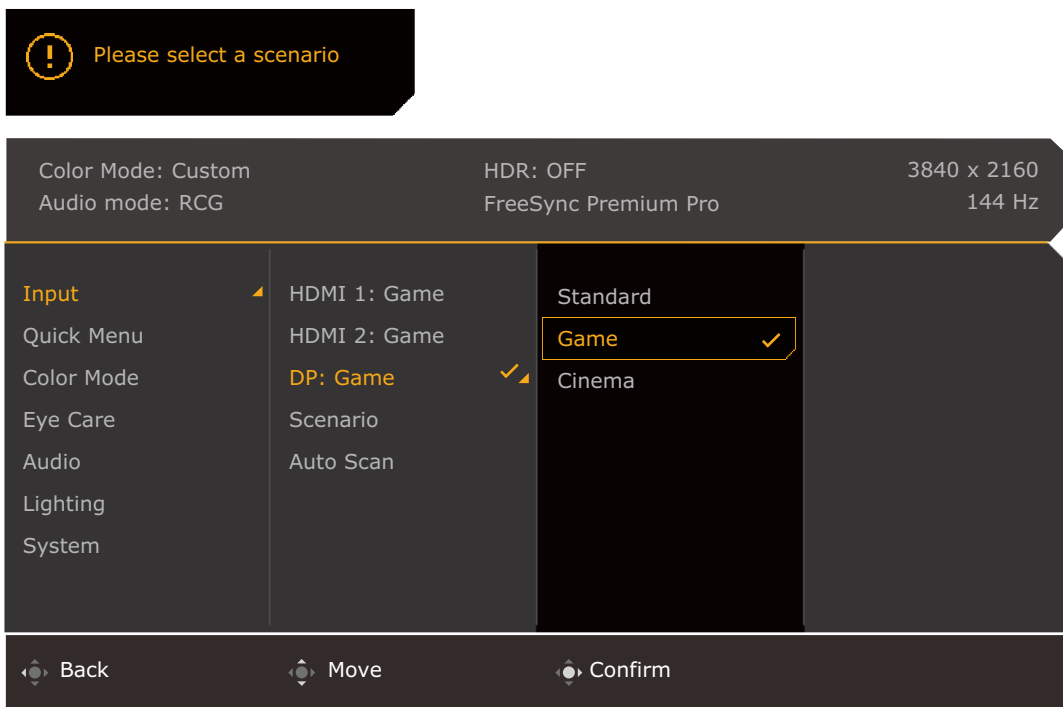 Please select a scenario
Color Mode: Custom
HDR: OFF
3840 x 2160
Audio mode: RCG
FreeSync Premium Pro
144 Hz
Input
Quick Menu
Color Mode
Eye Care
Audio
Lighting
System
HDMI 1: Game
HDMI 2: Game
DP: Game
Scenario
Auto Scan
Standard
Game
Cinema
Back
Move
Confirm